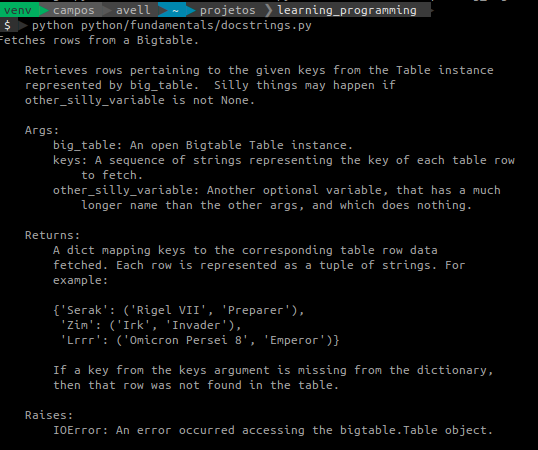 venv campos avell ~ projetos learning_programming
$ python python/fundamentals/docstrings.py
Fetches rows from a Bigtable.
Retrieves rows pertaining to the given keys from the Table instance
represented by big_table.  Silly things may happen if
other_silly_variable is not None.
Args:
big_table: An open Bigtable Table instance.
keys: A sequence of strings representing the key of each table row
to fetch.
other_silly_variable: Another optional variable, that has a much
longer name than the other args, and which does nothing.
Returns:
A dict mapping keys to the corresponding table row data
fetched. Each row is represented as a tuple of strings. For
example:
{'Serak': ('Rigel VII', 'Preparer'),
'Zim': ('Irk', 'Invader'),
'Lrrr': ('Omicron Persei 8', 'Emperor')}
If a key from the keys argument is missing from the dictionary,
then that row was not found in the table.
Raises:
IOError: An error occurred accessing the bigtable.Table object.